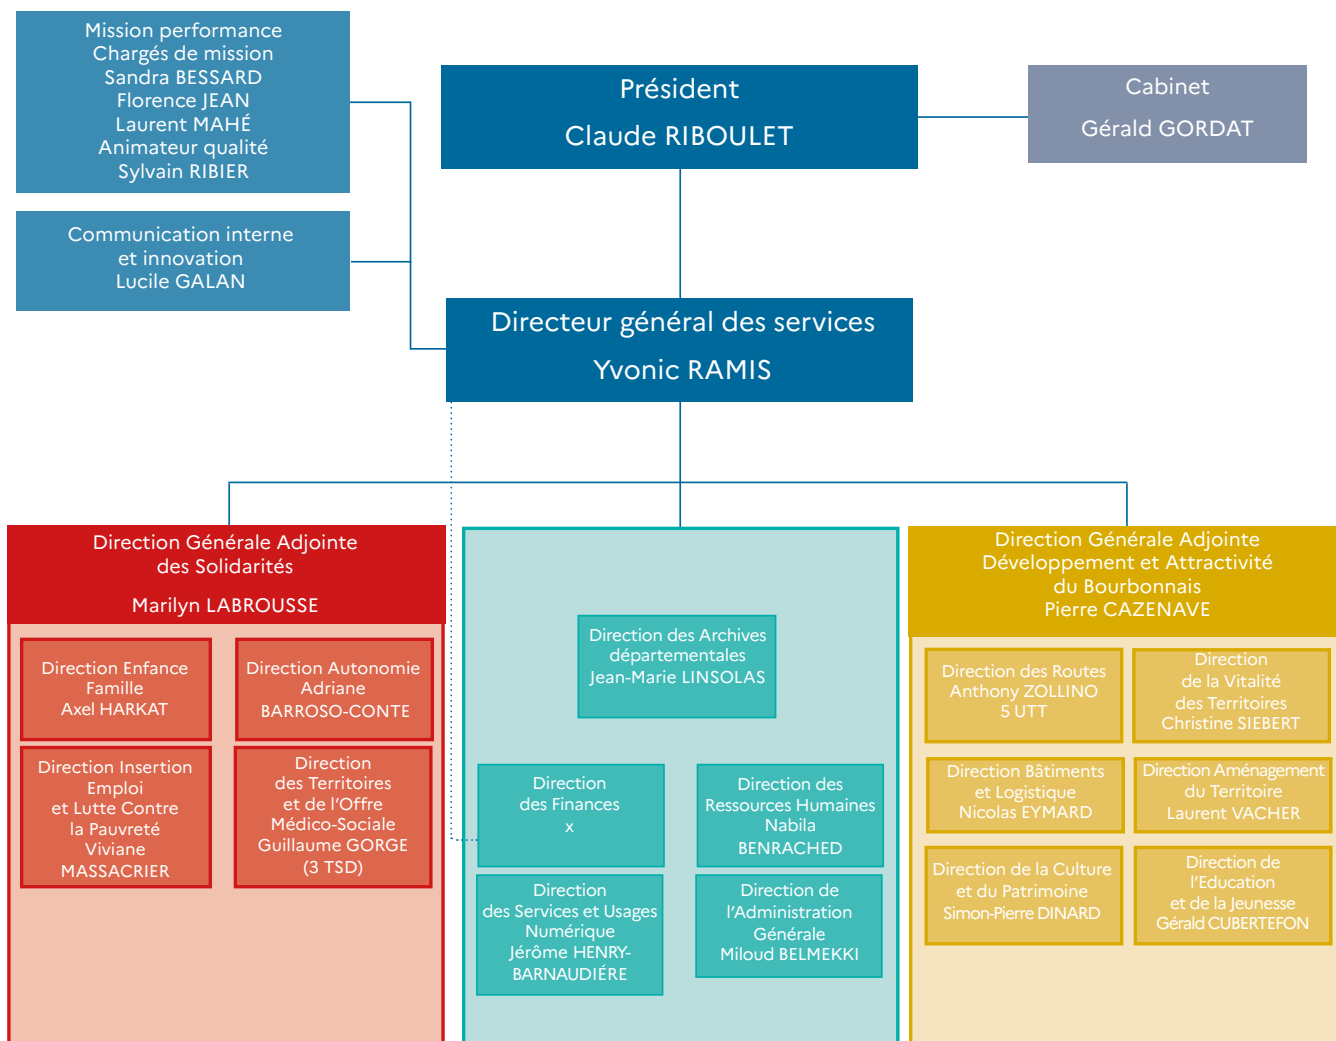 Mission performance
Chargés de mission
Sandra BESSARD
Florence JEAN
Laurent MAHÉ
Animateur qualité
Sylvain RIBIER
Président
Claude RIBOULET
Cabinet
Gérald GORDAT
Communication interne
et innovation
Lucile GALAN
Directeur général des services
Yvonic RAMIS
Direction Générale Adjointe
des Solidarités
Marilyn LABROUSSE
Direction Enfance
Famille
Axel HARKAT
Direction Autonomie
Adriane
BARROSO-CONTE
Direction Insertion
Emploi
et Lutte Contre
la Pauvreté
Viviane
MASSACRIER
Direction
des Territoires
et de l'Offre
Médico-Sociale
Guillaume GORGE
(3 TSD)
Direction des Archives
départementales
Jean-Marie LINSOLAS
Direction
des Finances
x
Direction des
Ressources Humaines
Nabila
BENRACHED
Direction
des Services et Usages
Numérique
Jérôme HENRY-
BARNAUDIÉRE
Direction de
l'Administration
Générale
Miloud BELMEKKI
Direction Générale Adjointe
Développement et Attractivité
du Bourbonnais
Pierre CAZENAVE
Direction des Routes
Anthony ZOLLINO
5 UTT
Direction
de la Vitalité
des Territoires
Christine SIEBERT
Direction Bâtiments
et Logistique
Nicolas EYMARD
Direction Aménagement
du Territoire
Laurent VACHER
Direction de la Culture
et du Patrimoine
Simon-Pierre DINARD
Direction de
l'Education
et de la Jeunesse
Gérald CUBERTEFON